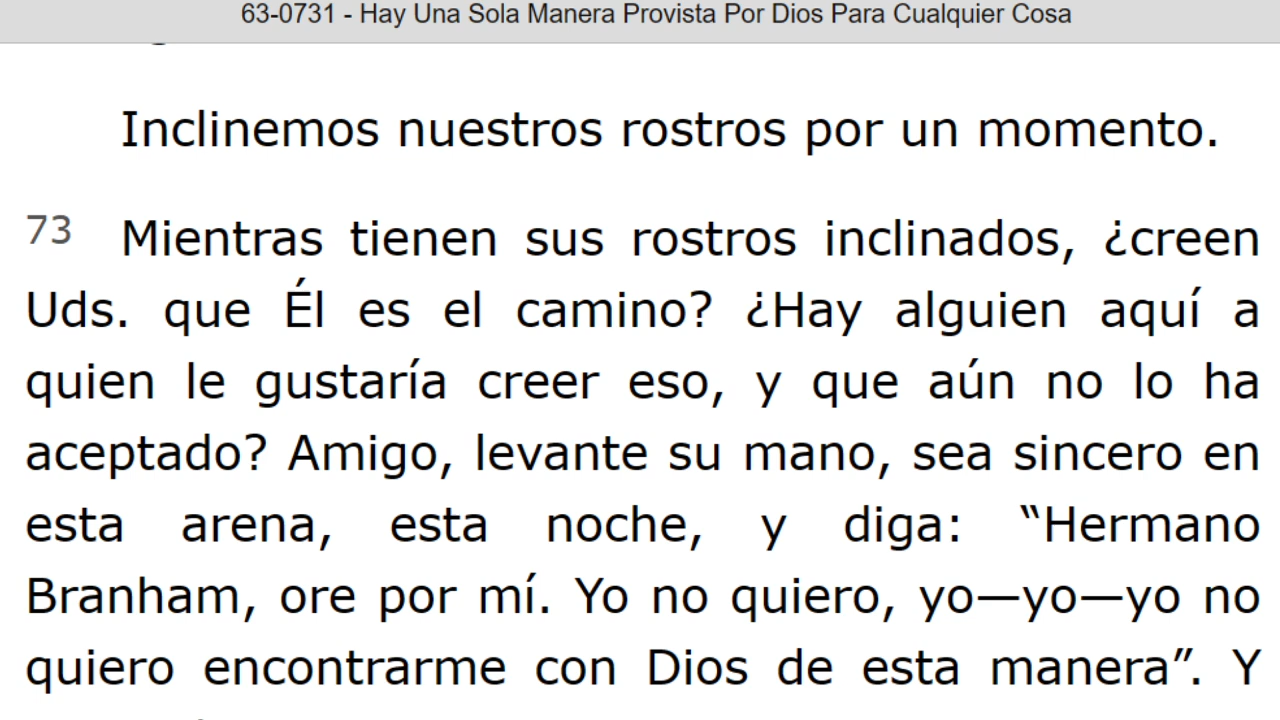 63-0731 - Hay Una Sola Manera Provista Por Dios Para Cualquier Cosa
Inclinemos nuestros rostros por un momento.
73 Mientras tienen sus rostros inclinados, ¿creen
Uds. que Él es el camino? ¿Hay alguien aquí a
quien le gustaría creer eso, y que aún no lo ha
aceptado? Amigo, levante su mano, sea sincero en
esta arena, esta noche, y diga: “Hermano
Branham, ore por mí. Yo no quiero, yo—yo—yo no
quiero encontrarme con Dios de esta manera”. Y